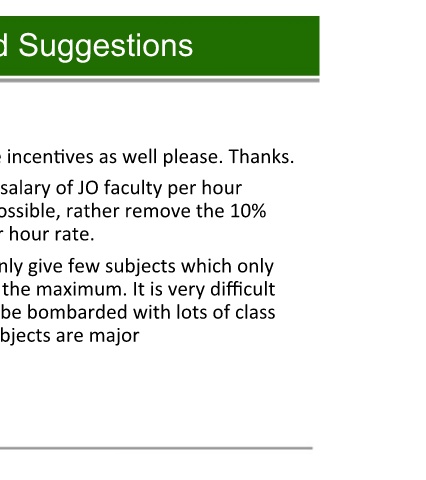 d Suggestions
e incentives as well please. Thanks.
salary of JO faculty per hour
ossible, rather remove the 10%
r hour rate.
nly give few subjects which only
the maximum. It is very difficult
be bombarded with lots of class
bjects are major